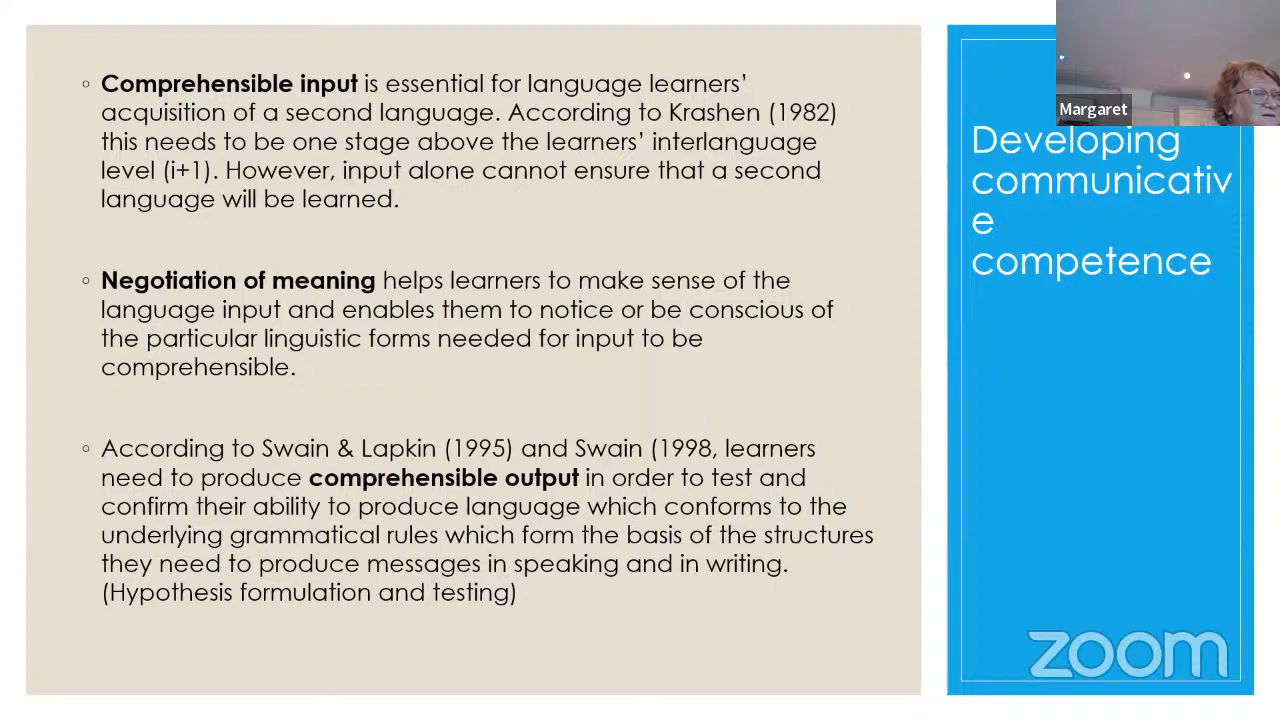 ◦ Comprehensible input is essential for language learners’
acquisition of a second language. According to Krashen (1982)
this needs to be one stage above the learners’ interlanguage
level (i+1). However, input alone cannot ensure that a second
language will be learned.
◦ Negotiation of meaning helps learners to make sense of the
language input and enables them to notice or be conscious of
the particular linguistic forms needed for input to be
comprehensible.
◦ According to Swain & Lapkin (1995) and Swain (1998, learners
need to produce comprehensible output in order to test and
confirm their ability to produce language which conforms to the
underlying grammatical rules which form the basis of the structures
they need to produce messages in speaking and in writing.
(Hypothesis formulation and testing)
Margaret
Developing
communicativ
e
competence
zoom